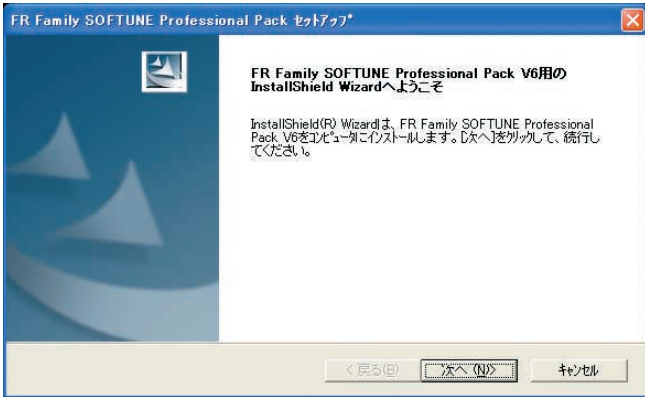 FR Family SOFTUNE Professional Pack セットアップ
FR Family SOFTUNE Professional Pack V6用の
InstallShield Wizardへようこそ
InstallShield(R) Wizardは、FR Family SOFTUNE Professional
Pack V6をコンピュータにインストールします。［次へ］をクリックして、続行し
てください。
< 戻る(B)
次へ (N)>
キャンセル